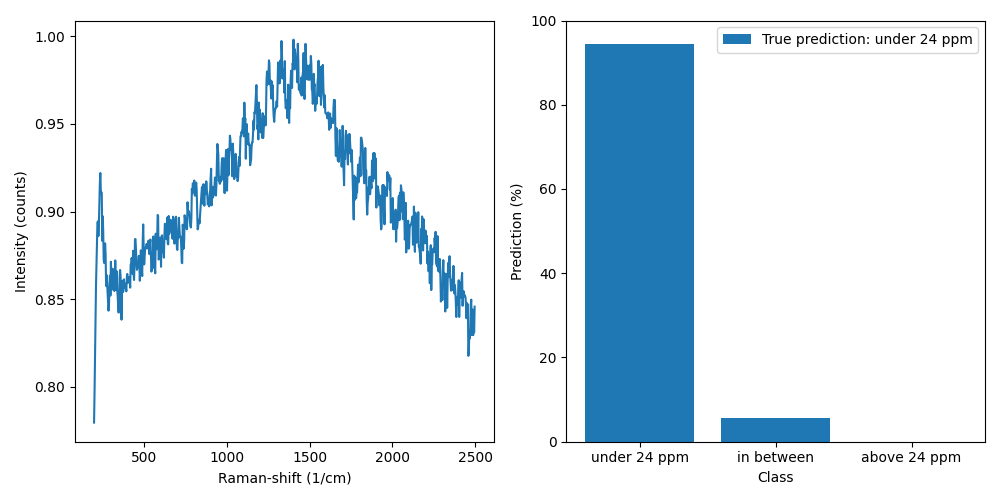 1.00
0.95
0.90
0.85
0.80
Intensity (counts)
500
1000
1500
2000
2500
Raman-shift (1/cm)
100
80
60
40
20
0
Prediction (%)
True prediction: under 24 ppm
under 24 ppm
in between
above 24 ppm
Class